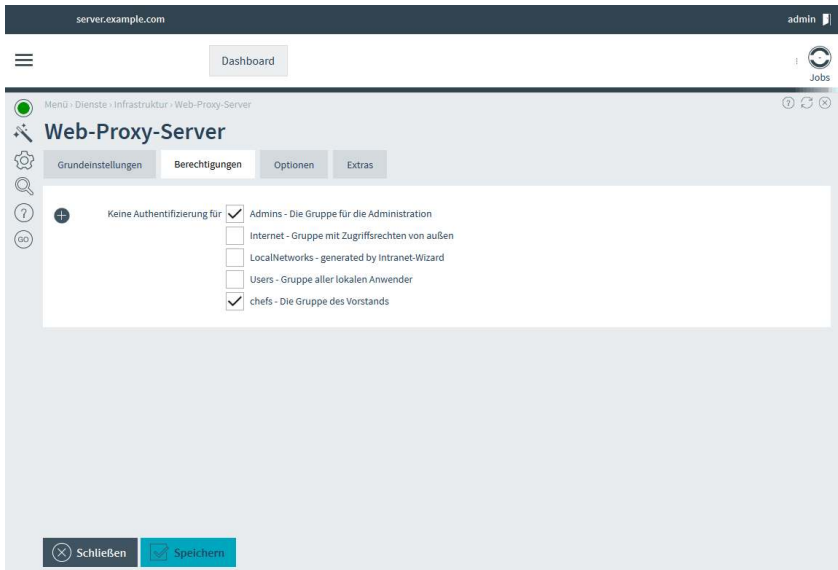 server.example.com
admin
Dashboard
Jobs
Menü › Dienste › Infrastruktur › Web-Proxy-Server
Web-Proxy-Server
Grundeinstellungen
Berechtigungen
Optionen
Extras
Keine Authentifizierung für
Admins - Die Gruppe für die Administration
Internet - Gruppe mit Zugriffsrechten von außen
LocalNetworks - generated by Intranet-Wizard
Users - Gruppe aller lokalen Anwender
chefs - Die Gruppe des Vorstands
GO
Schließen
Speichern